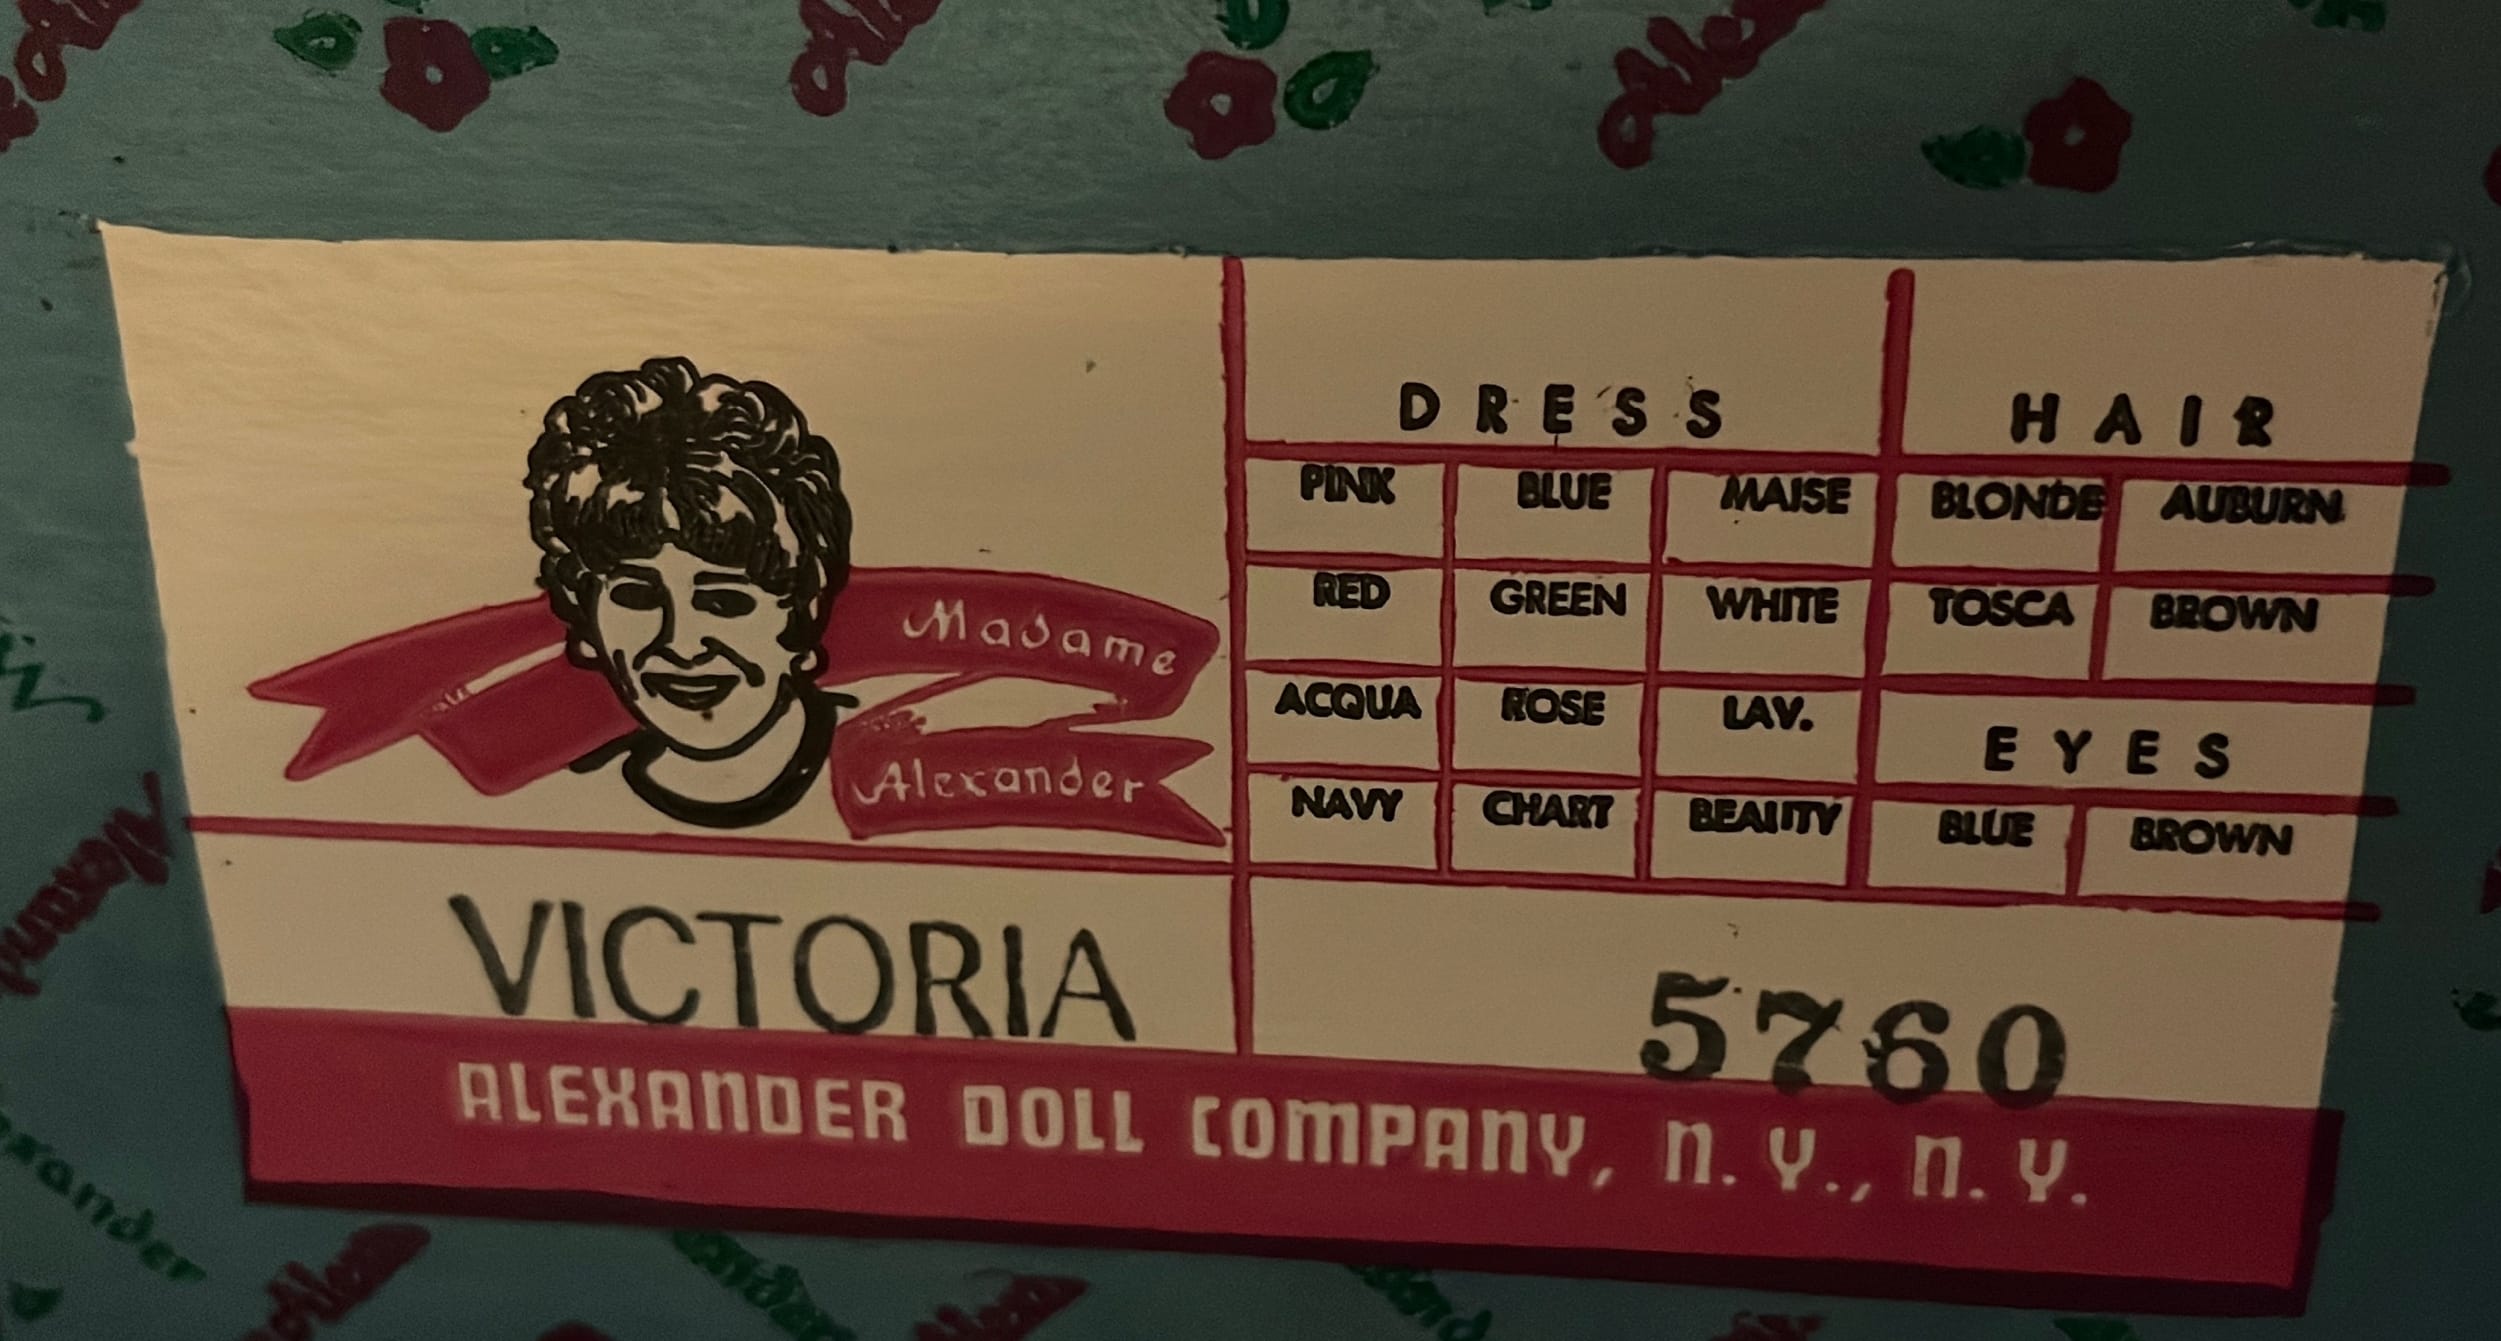 Madame
Alexander
VICTORIA
DRESS HAIR
PINK BLUE MAISE BLONDE AUBURN
RED GREEN WHITE TOSCA BROWN
ACQUA ROSE LAV. EYES
NAVY CHART BEAUTY BLUE BROWN
5760
ALEXANDER DOLL COMPANY, N.Y., N.Y.